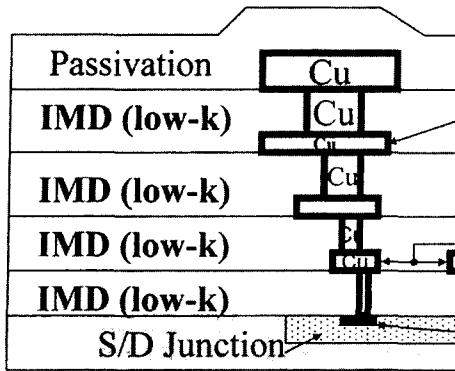 Passivation
Cu
IMD (low-k)
Cu
Cu
IMD (low-k)
Cu
IMD (low-k)
Cu
IMD (low-k)
S/D Junction